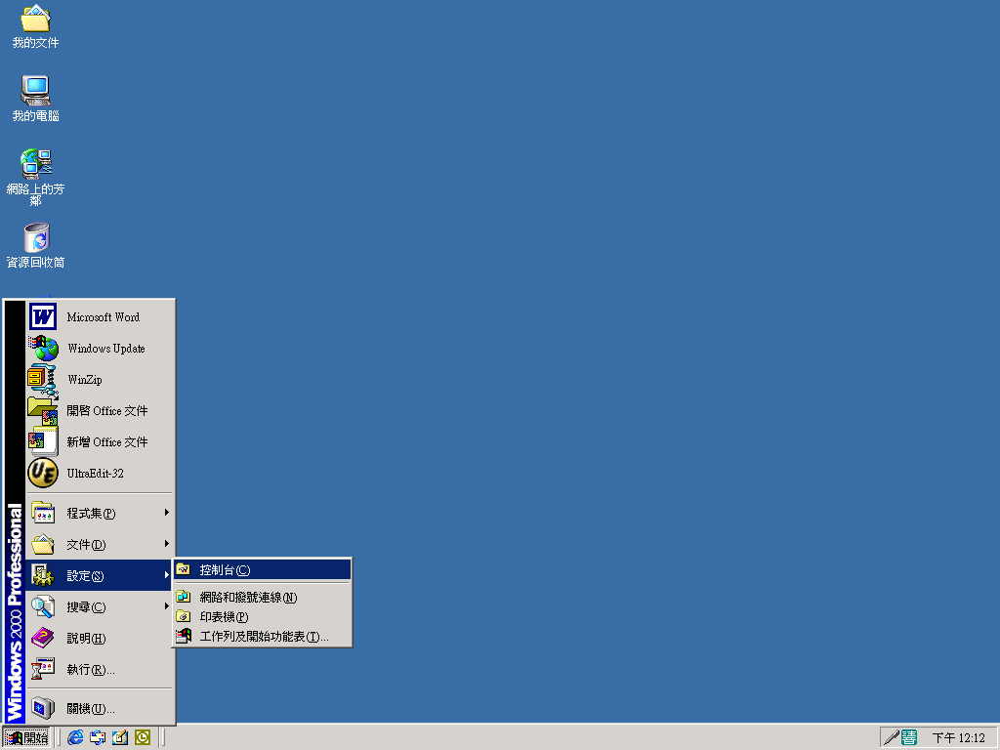 我的文件
我的電腦
網路上的芳
鄰
資源回收筒
Microsoft Word
Windows Update
WinZip
開啓 Office 文件
新增 Office 文件
UltraEdit-32
程式集(P)
文件(D)
設定(S)
搜尋(C)
說明(H)
執行(R)...
關機(U)...
Windows 2000 Professional
控制台(C)
網路和撥號連線(N)
印表機(P)
工作列及開始功能表(T)...
開始
下午 12:12